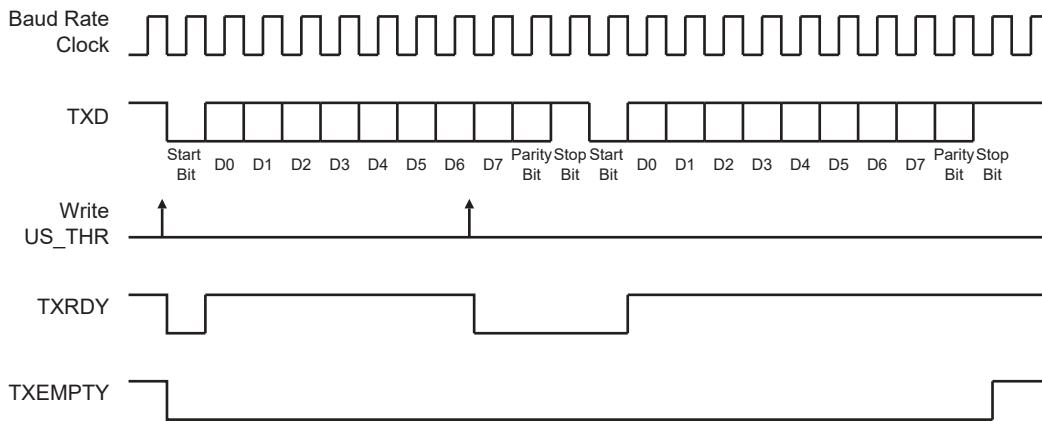 Baud Rate
Clock
TXD
Start
Bit
D0
D1
D2
D3
D4
D5
D6
D7
Parity
Bit
Stop
Bit
Start
Bit
D0
D1
D2
D3
D4
D5
D6
D7
Parity
Bit
Stop
Bit
Write
US_THR
TXRDY
TXEMPTY